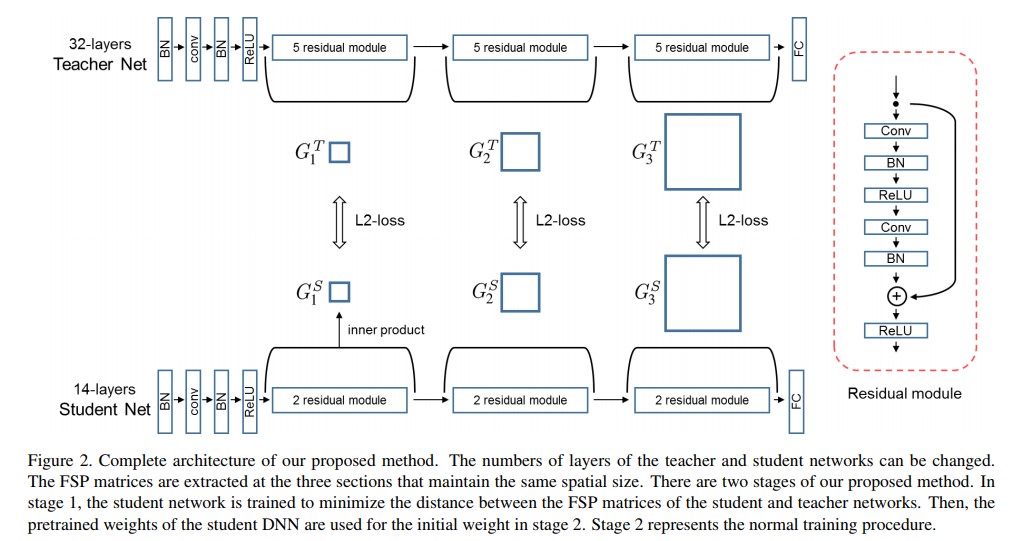 32-layers
Teacher Net
BN
conv
BN
ReLU
5 residual module
5 residual module
5 residual module
FC
G_1^T
G_2^T
G_3^T
L2-loss
L2-loss
L2-loss
G_1^S
G_2^S
G_3^S
inner product
14-layers
Student Net
BN
conv
BN
ReLU
2 residual module
2 residual module
2 residual module
FC
Conv
BN
ReLU
Conv
BN
+
ReLU
Residual module
Figure 2. Complete architecture of our proposed method. The numbers of layers of the teacher and student networks can be changed.
The FSP matrices are extracted at the three sections that maintain the same spatial size. There are two stages of our proposed method. In
stage 1, the student network is trained to minimize the distance between the FSP matrices of the student and teacher networks. Then, the
pretrained weights of the student DNN are used for the initial weight in stage 2. Stage 2 represents the normal training procedure.